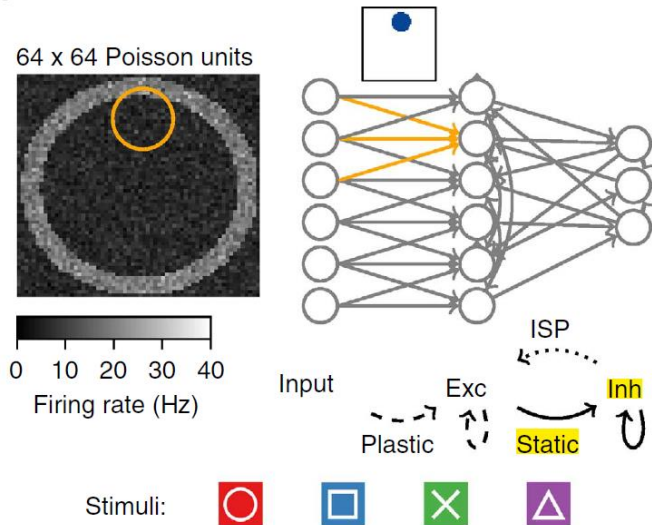 64 x 64 Poisson units
0 10 20 30 40
Firing rate (Hz)
ISP
Input
Exc
Inh
Plastic
Static
Stimuli: